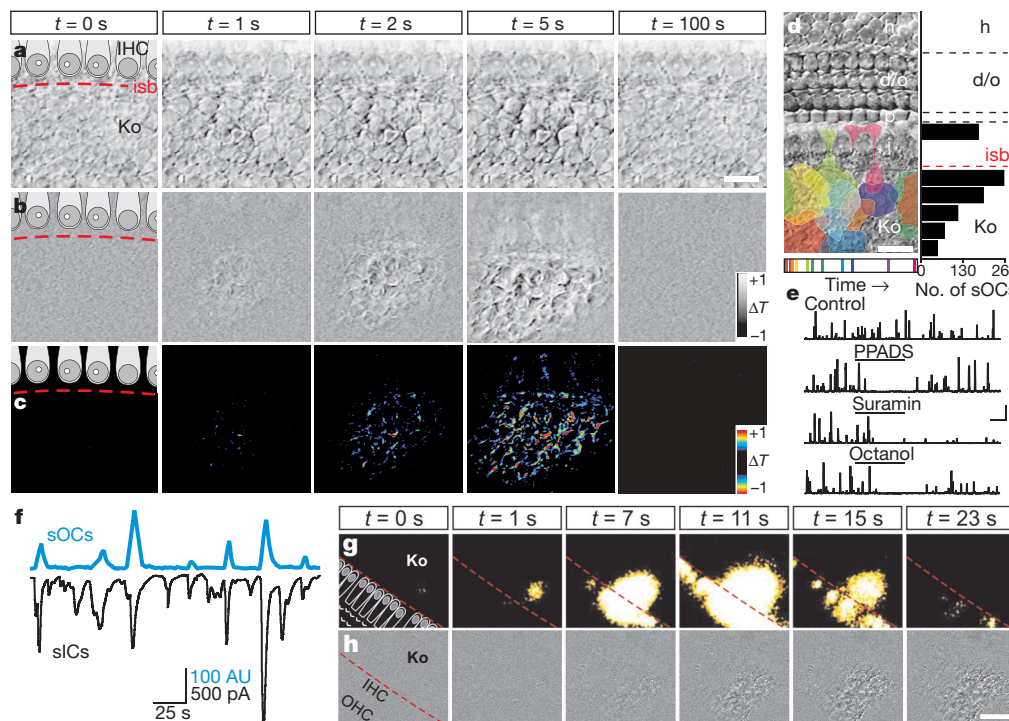 t = 0 s
t = 1 s
t = 2 s
t = 5 s
t = 100 s
a
IHC
isb
Ko
b
+1
ΔT
−1
c
+1
ΔT
−1
d
h
d/o
p
i
Ko
h
d/o
isb
Ko
0
130
26
Time →
No. of sOCs
e
Control
PPADS
Suramin
Octanol
f
sOCs
sICs
100 AU
500 pA
25 s
t = 0 s
t = 1 s
t = 7 s
t = 11 s
t = 15 s
t = 23 s
g
Ko
h
Ko
IHC
OHC